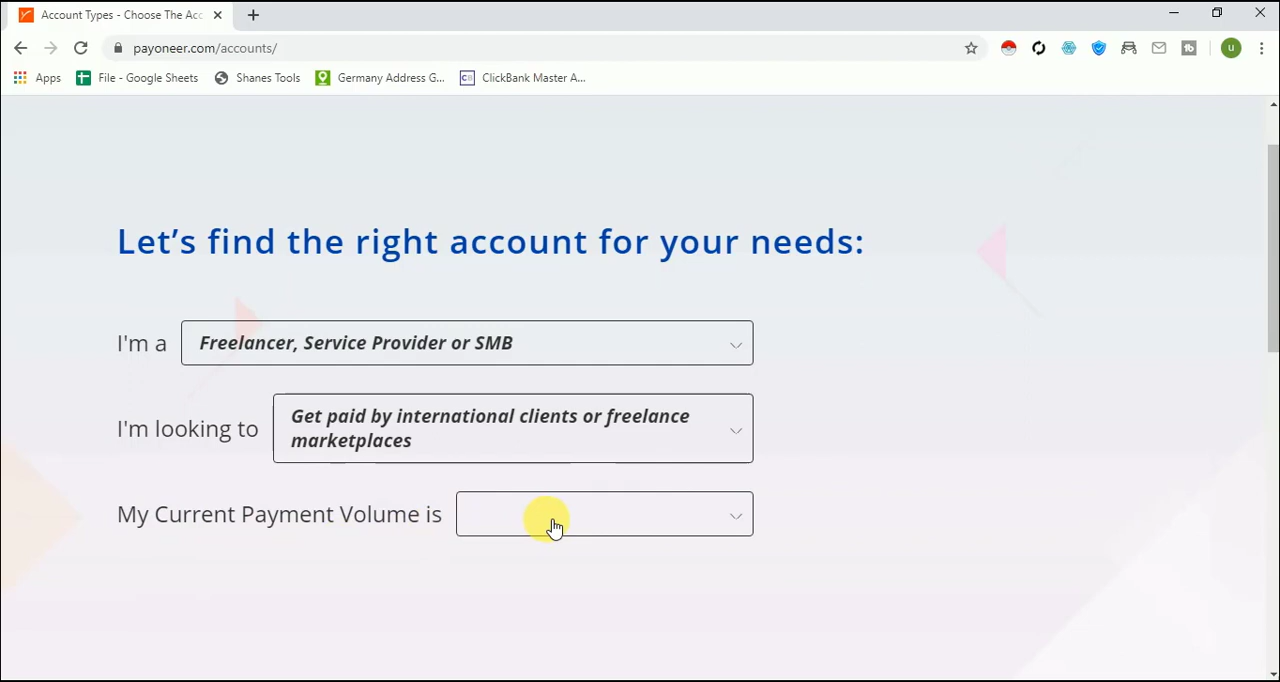 Account Types - Choose The Acc
payoneer.com/accounts/
u
Apps File - Google Sheets Shanes Tools Germany Address G... CB ClickBank Master A...
Let's find the right account for your needs:
I'm a Freelancer, Service Provider or SMB
I'm looking to Get paid by international clients or freelance
marketplaces
My Current Payment Volume is